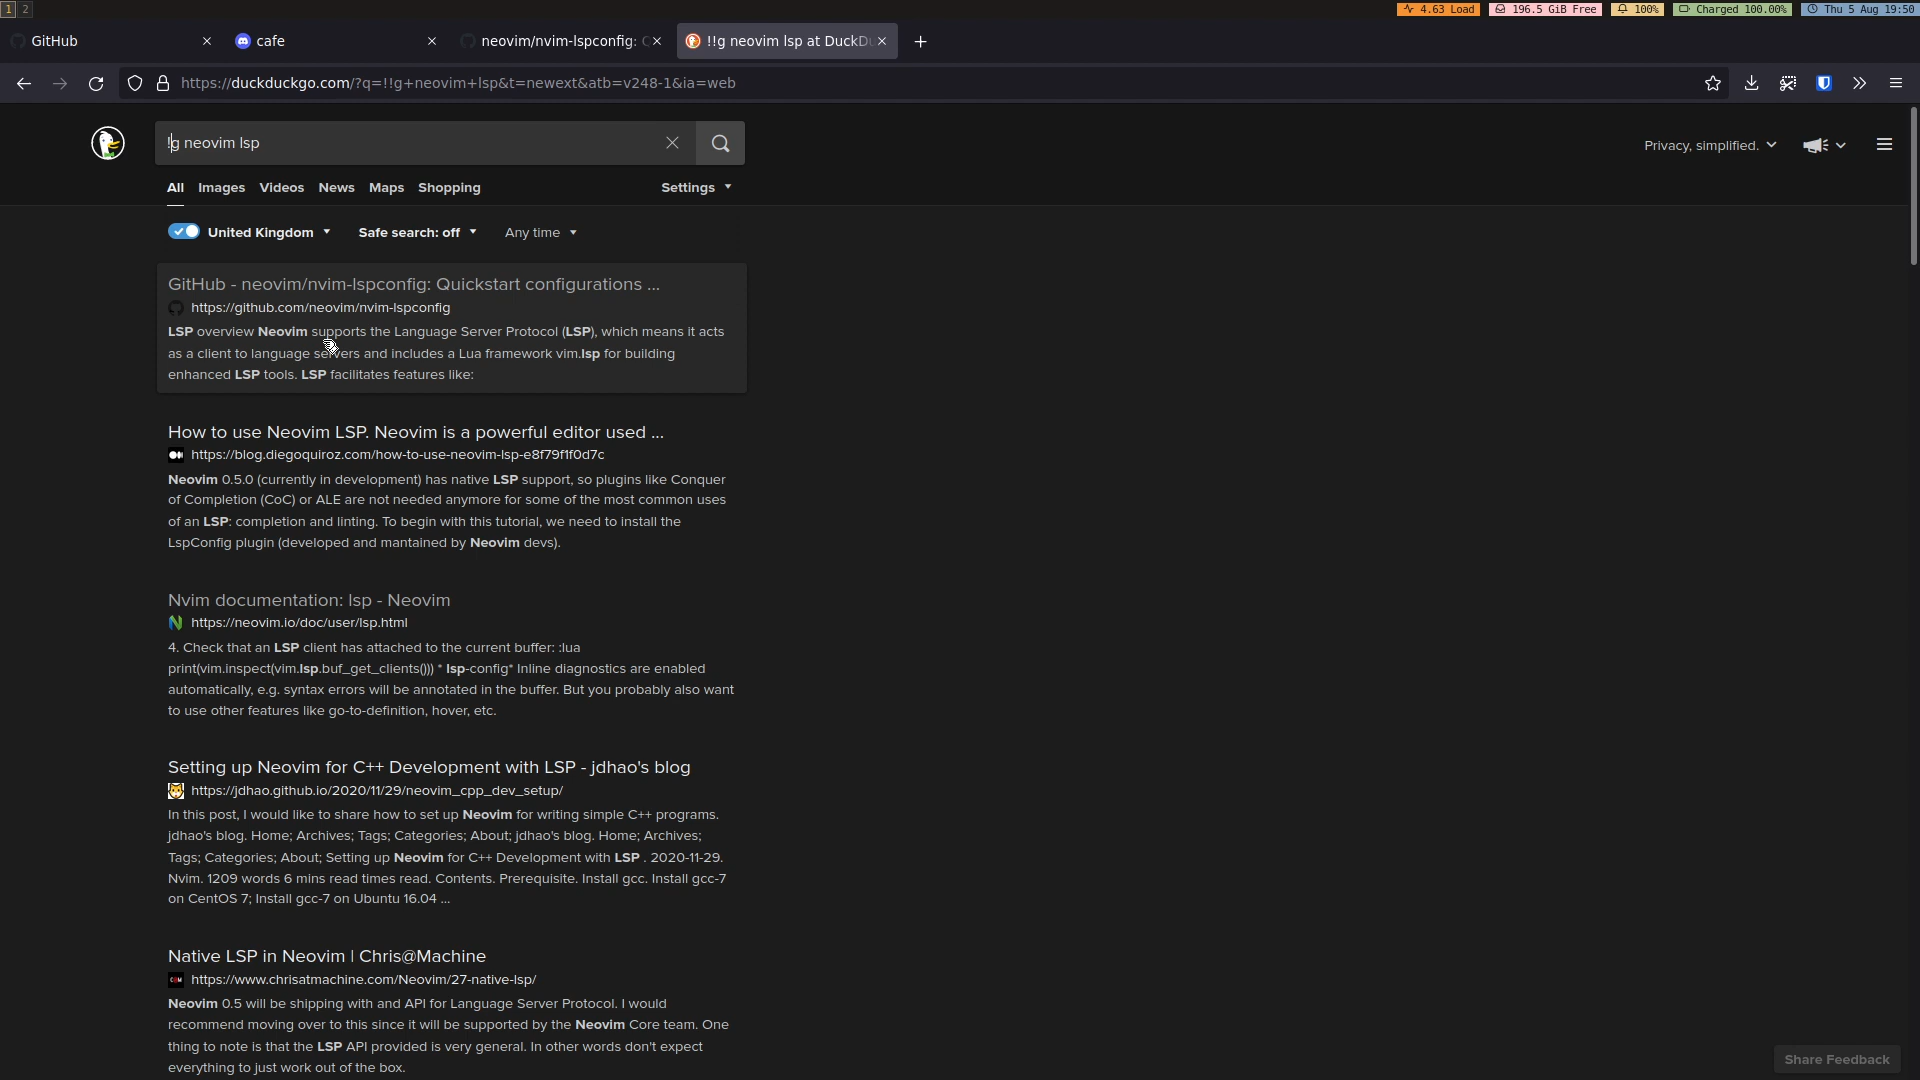 1 2 4.63 Load 196.5 GiB Free 100% Charged 100.00% Thu 5 Aug 19:50
GitHub cafe neovim/nvim-lspconfig: !!g neovim lsp at DuckDu
https://duckduckgo.com/?q=!!g+neovim+lsp&t=newext&atb=v248-1&ia=web
!g neovim lsp
Privacy, simplified.
All Images Videos News Maps Shopping Settings
United Kingdom Safe search: off Any time
GitHub - neovim/nvim-lspconfig: Quickstart configurations ...
https://github.com/neovim/nvim-lspconfig
LSP overview Neovim supports the Language Server Protocol (LSP), which means it acts
as a client to language servers and includes a Lua framework vim.lsp for building
enhanced LSP tools. LSP facilitates features like:
How to use Neovim LSP. Neovim is a powerful editor used ...
https://blog.diegoquiroz.com/how-to-use-neovim-lsp-e8f79f1f0d7c
Neovim 0.5.0 (currently in development) has native LSP support, so plugins like Conquer
of Completion (CoC) or ALE are not needed anymore for some of the most common uses
of an LSP: completion and linting. To begin with this tutorial, we need to install the
LspConfig plugin (developed and mantained by Neovim devs).
Nvim documentation: lsp - Neovim
https://neovim.io/doc/user/lsp.html
4. Check that an LSP client has attached to the current buffer: :lua
print(vim.inspect(vim.lsp.buf_get_clients())) * lsp-config* Inline diagnostics are enabled
automatically, e.g. syntax errors will be annotated in the buffer. But you probably also want
to use other features like go-to-definition, hover, etc.
Setting up Neovim for C++ Development with LSP - jdhao's blog
https://jdhao.github.io/2020/11/29/neovim_cpp_dev_setup/
In this post, I would like to share how to set up Neovim for writing simple C++ programs.
jdhao's blog. Home; Archives; Tags; Categories; About; jdhao's blog. Home; Archives;
Tags; Categories; About; Setting up Neovim for C++ Development with LSP . 2020-11-29.
Nvim. 1209 words 6 mins read times read. Contents. Prerequisite. Install gcc. Install gcc-7
on CentOS 7; Install gcc-7 on Ubuntu 16.04 ...
Native LSP in Neovim | Chris@Machine
https://www.chrisatmachine.com/Neovim/27-native-lsp/
Neovim 0.5 will be shipping with and API for Language Server Protocol. I would
recommend moving over to this since it will be supported by the Neovim Core team. One
thing to note is that the LSP API provided is very general. In other words don't expect
everything to just work out of the box.
Share Feedback